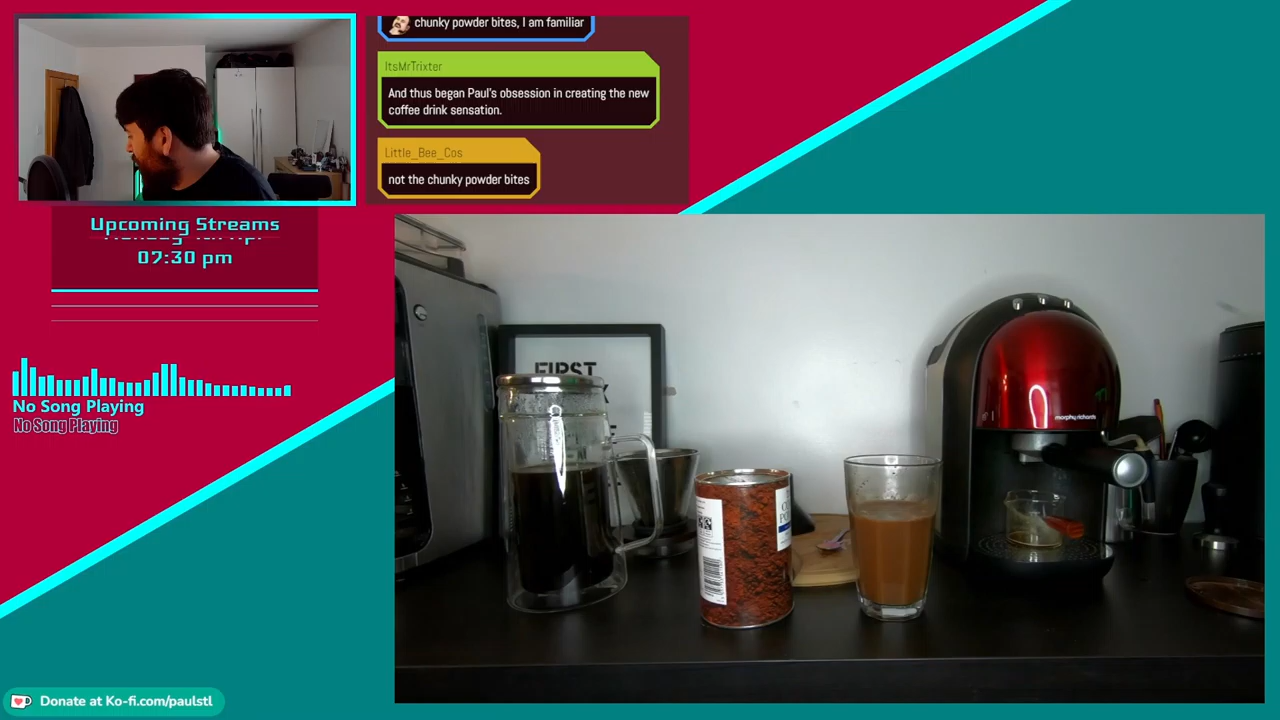 chunky powder bites, I am familiar
ItsMrTrixter
And thus began Paul's obsession in creating the new
coffee drink sensation.
Little_Bee_Cos
not the chunky powder bites
Upcoming Streams
07:30 pm
No Song Playing
No Song Playing
FIRST
morphy richards
Donate at Ko-fi.com/paulstl